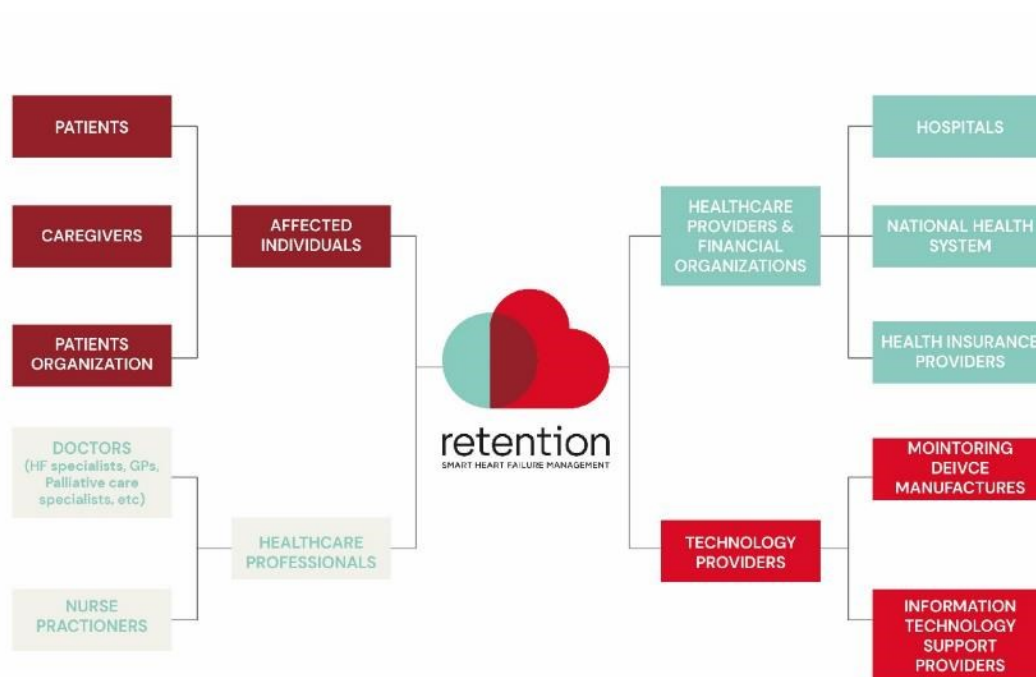 PATIENTS
CAREGIVERS
PATIENTS
ORGANIZATION
AFFECTED
INDIVIDUALS
DOCTORS
(HF specialists, GPs,
Palliative care
specialists, etc)
NURSE
PRACTIONERS
HEALTHCARE
PROFESSIONALS
retention
SMART HEART FAILURE MANAGEMENT
HEALTHCARE
PROVIDERS &
FINANCIAL
ORGANIZATIONS
HOSPITALS
NATIONAL HEALTH
SYSTEM
HEALTH INSURANCE
PROVIDERS
TECHNOLOGY
PROVIDERS
MOINTORING
DEIVCE
MANUFACTURES
INFORMATION
TECHNOLOGY
SUPPORT
PROVIDERS